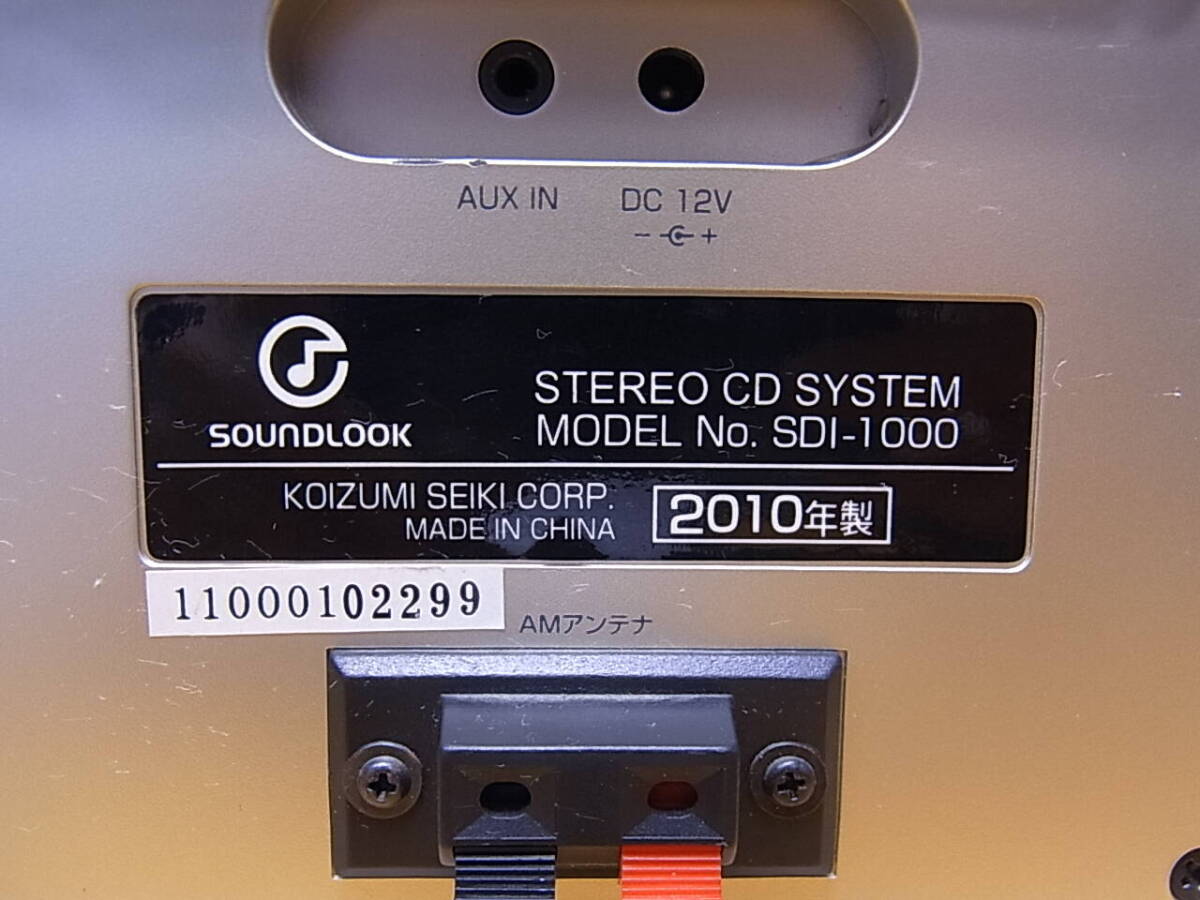 AUX IN
DC 12V
− +
SOUNDLOOK
STEREO CD SYSTEM
MODEL No. SDI-1000
KOIZUMI SEIKI CORP.
MADE IN CHINA
2010年製
11000102299
AMアンテナ